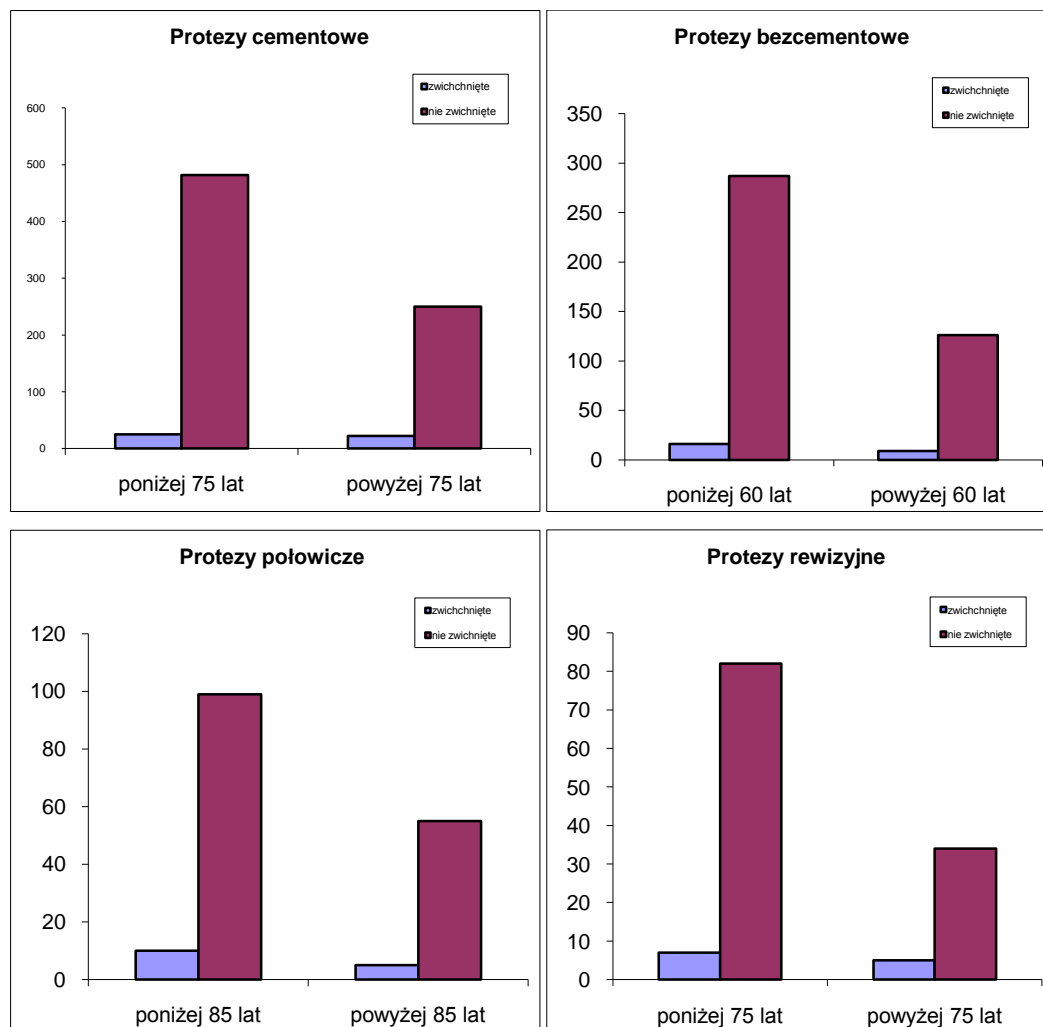 Protezy cementowe
zwichchnięte
nie zwichnięte
600
500
400
300
200
100
0
poniżej 75 lat powyżej 75 lat
Protezy bezcementowe
zwichchnięte
nie zwichnięte
350
300
250
200
150
100
50
0
poniżej 60 lat powyżej 60 lat
Protezy połowicze
zwichchnięte
nie zwichnięte
120
100
80
60
40
20
0
poniżej 85 lat powyżej 85 lat
Protezy rewizyjne
zwichchnięte
nie zwichnięte
90
80
70
60
50
40
30
20
10
0
poniżej 75 lat powyżej 75 lat